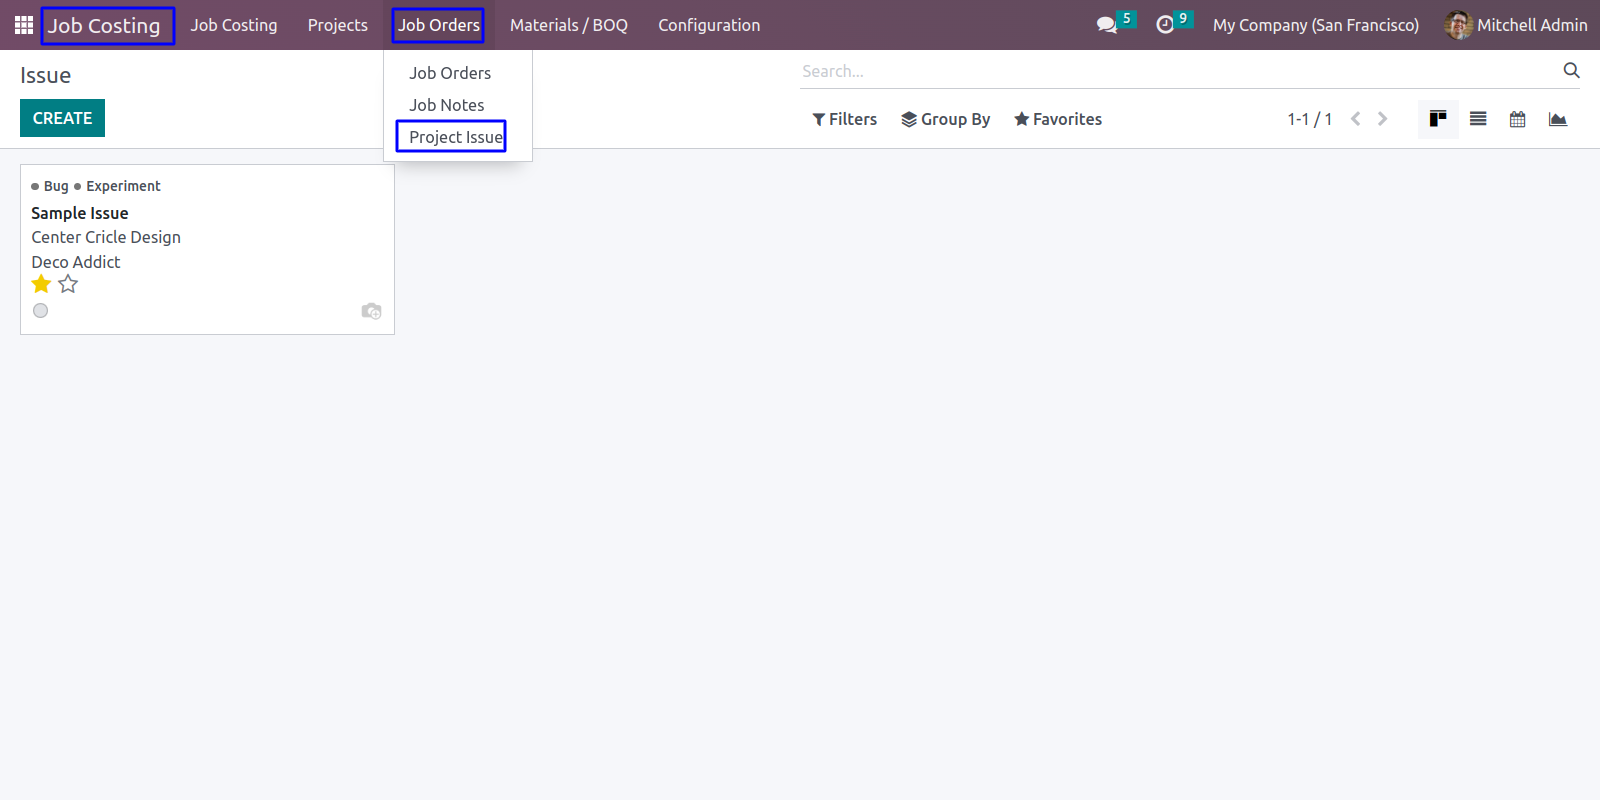 Job Costing Job Costing Projects Job Orders Materials / BOQ Configuration 5 9 My Company (San Francisco) Mitchell Admin
Issue
Search...
CREATE
Job Orders
Job Notes
Project Issue
Filters Group By Favorites 1-1 / 1
Bug Experiment
Sample Issue
Center Cricle Design
Deco Addict